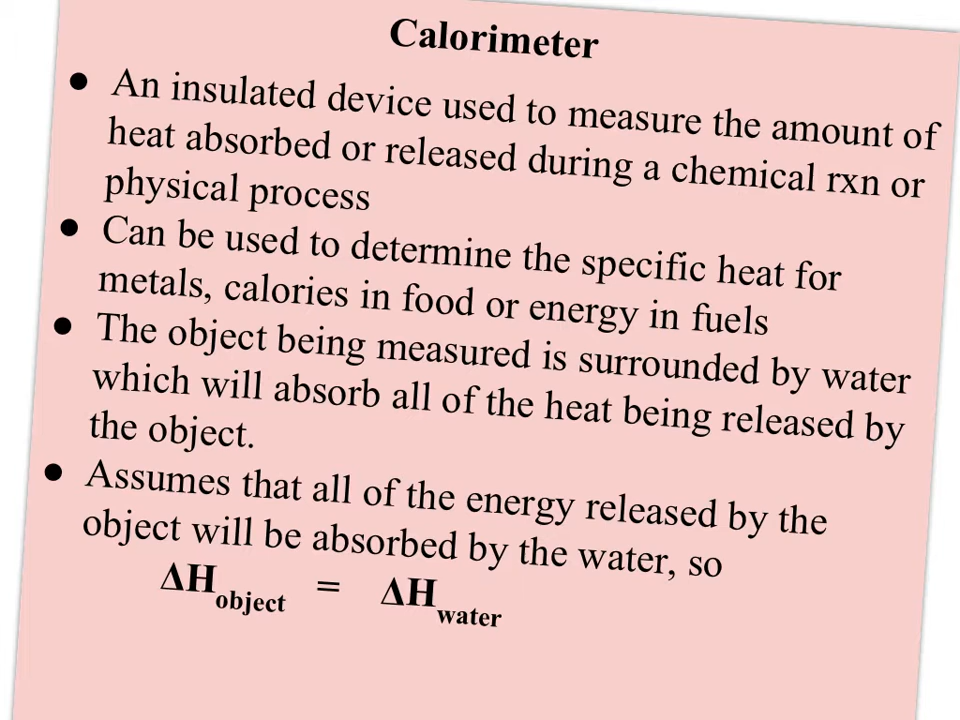 Calorimeter
● An insulated device used to measure the amount of
heat absorbed or released during a chemical rxn or
physical process
● Can be used to determine the specific heat for
metals, calories in food or energy in fuels
● The object being measured is surrounded by water
which will absorb all of the heat being released by
the object.
● Assumes that all of the energy released by the
object will be absorbed by the water, so
ΔHobject = ΔHwater